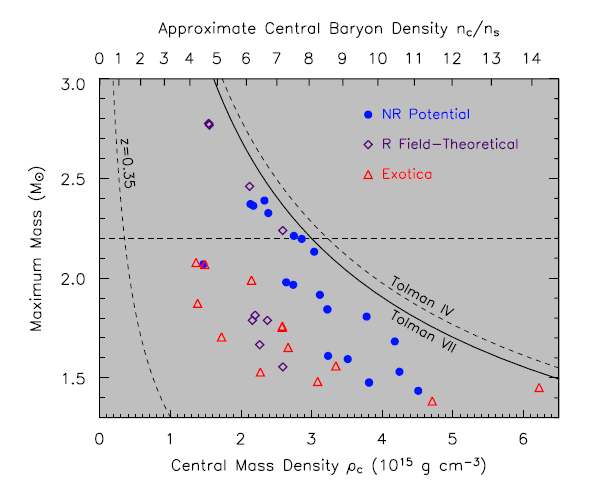 Approximate Central Baryon Density n_c/n_s
0 1 2 3 4 5 6 7 8 9 10 11 12 13 14
3.0
NR Potential
R Field−Theoretical
z=0.35
Exotica
2.5
Maximum Mass (M⊙)
2.0
Tolman IV
Tolman VII
1.5
0 1 2 3 4 5 6
Central Mass Density ρ_c (10^15 g cm^−3)